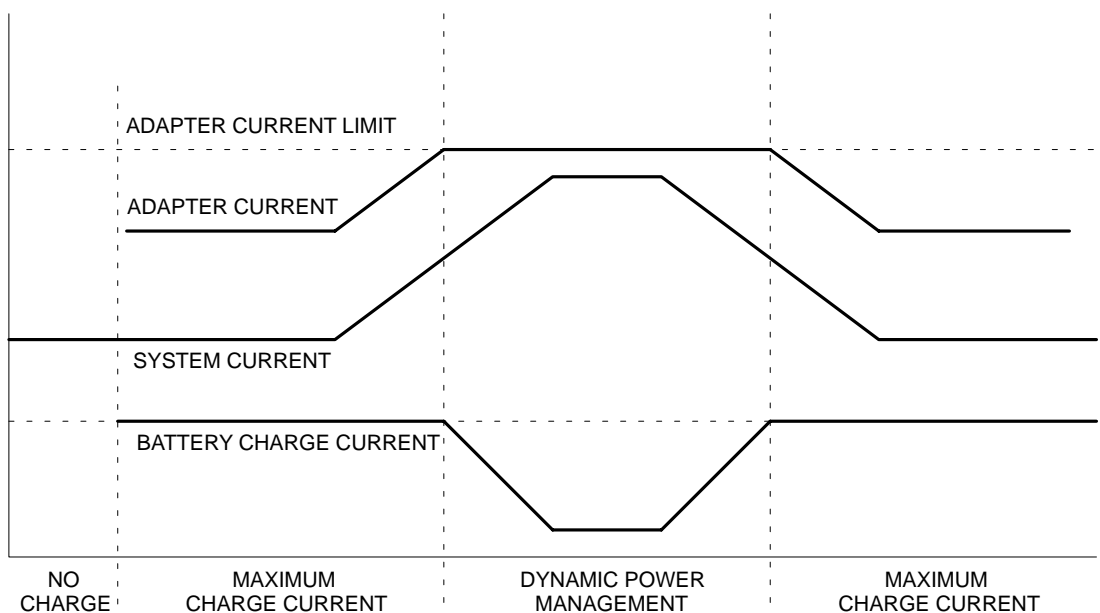 ADAPTER CURRENT LIMIT
ADAPTER CURRENT
SYSTEM CURRENT
BATTERY CHARGE CURRENT
NO
CHARGE
MAXIMUM
CHARGE CURRENT
DYNAMIC POWER
MANAGEMENT
MAXIMUM
CHARGE CURRENT